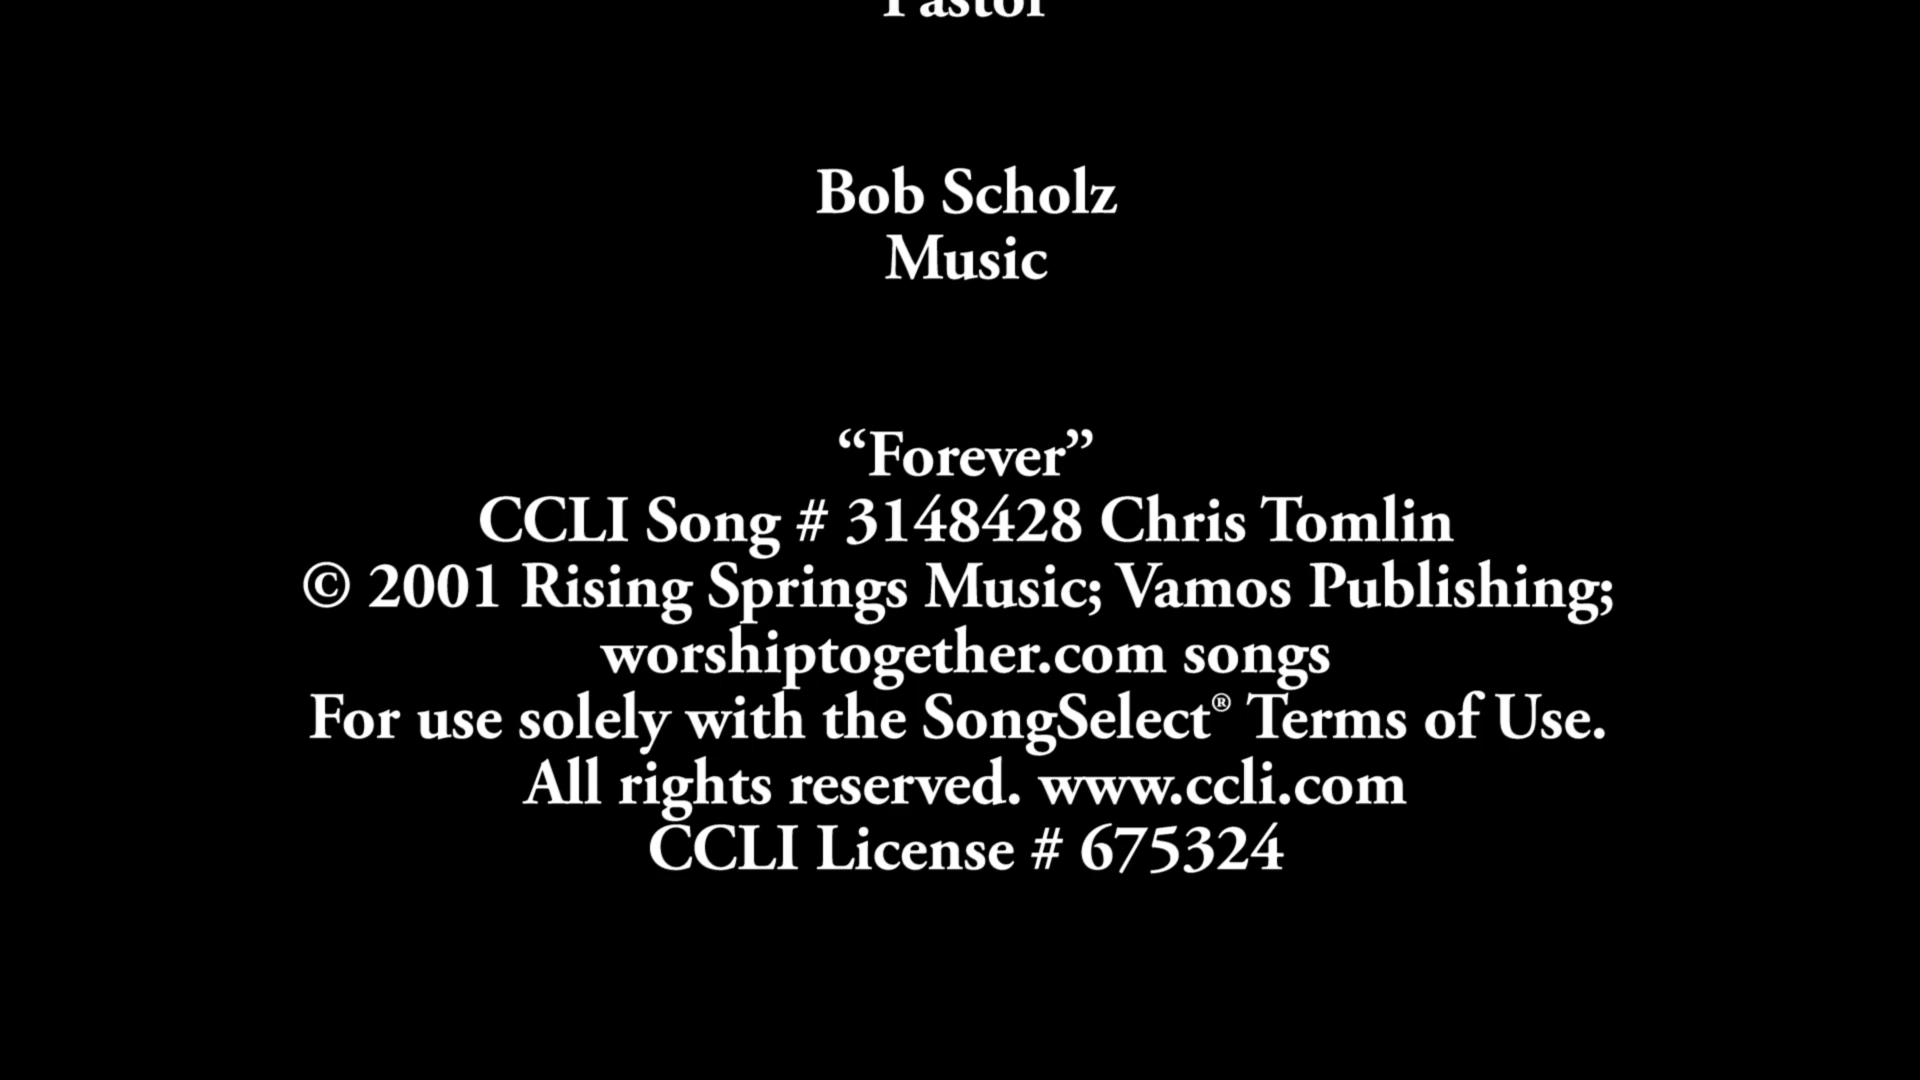 Pastor
Bob Scholz
Music
“Forever”
CCLI Song # 3148428 Chris Tomlin
© 2001 Rising Springs Music; Vamos Publishing;
worshiptogether.com songs
For use solely with the SongSelect® Terms of Use.
All rights reserved. www.ccli.com
CCLI License # 675324